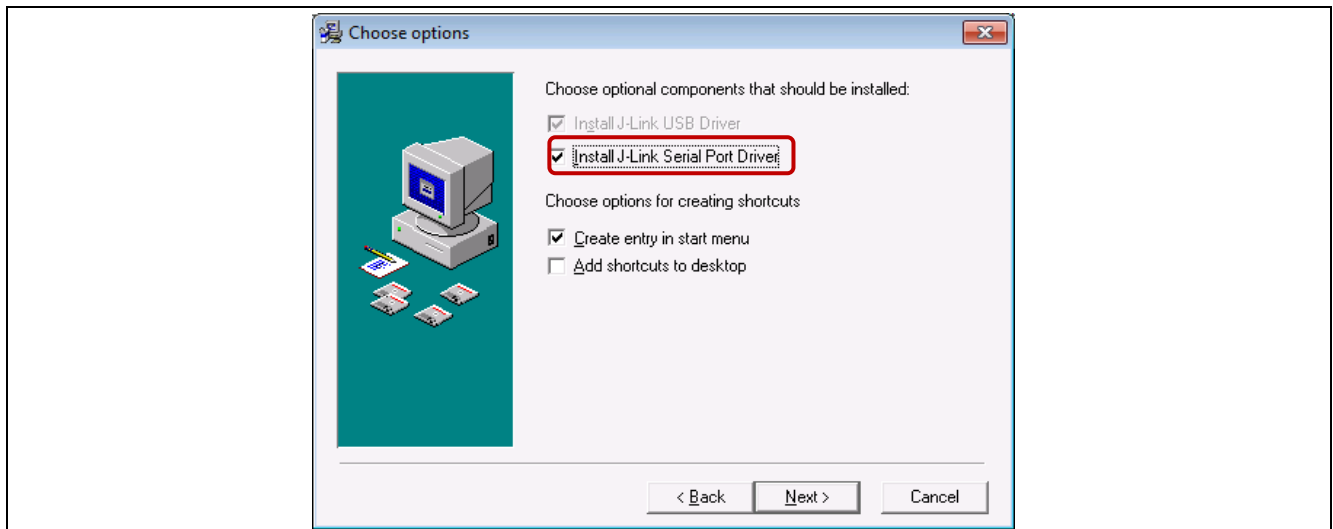 Choose options
Choose optional components that should be installed:
Install J-Link USB Driver
Install J-Link Serial Port Driver
Choose options for creating shortcuts
Create entry in start menu
Add shortcuts to desktop
< Back Next > Cancel